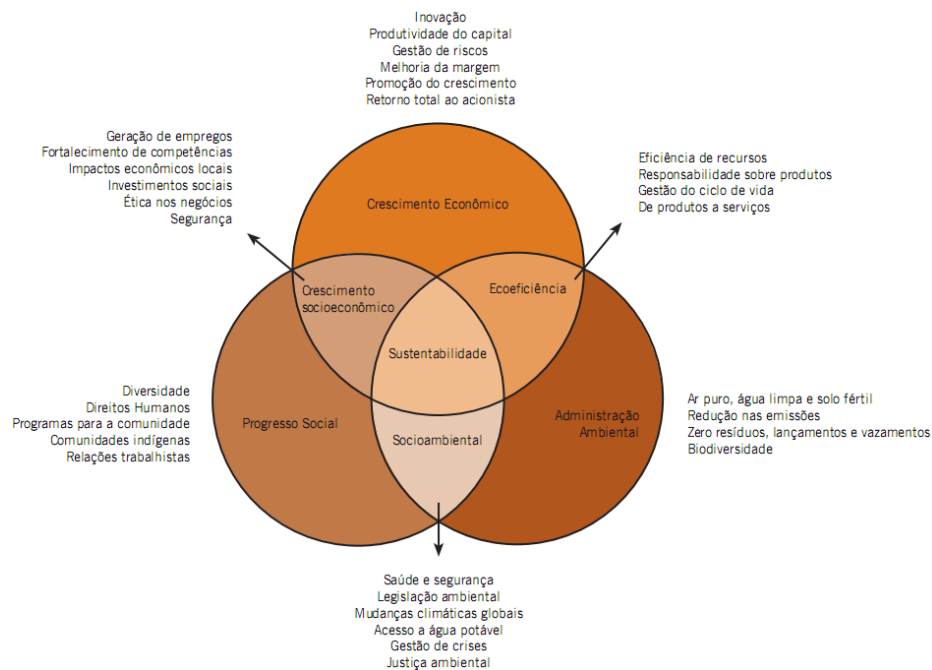 Inovação
Produtividade do capital
Gestão de riscos
Melhoria da margem
Promoção do crescimento
Retorno total ao acionista
Geração de empregos
Fortalecimento de competências
Impactos econômicos locais
Investimentos sociais
Ética nos negócios
Segurança
Eficiência de recursos
Responsabilidade sobre produtos
Gestão do ciclo de vida
De produtos a serviços
Crescimento Econômico
Crescimento
socioeconômico
Ecoeficiência
Sustentabilidade
Diversidade
Direitos Humanos
Programas para a comunidade
Comunidades indígenas
Relações trabalhistas
Progresso Social
Socioambiental
Administração
Ambiental
Ar puro, água limpa e solo fértil
Redução nas emissões
Zero resíduos, lançamentos e vazamentos
Biodiversidade
Saúde e segurança
Legislação ambiental
Mudanças climáticas globais
Acesso a água potável
Gestão de crises
Justiça ambiental